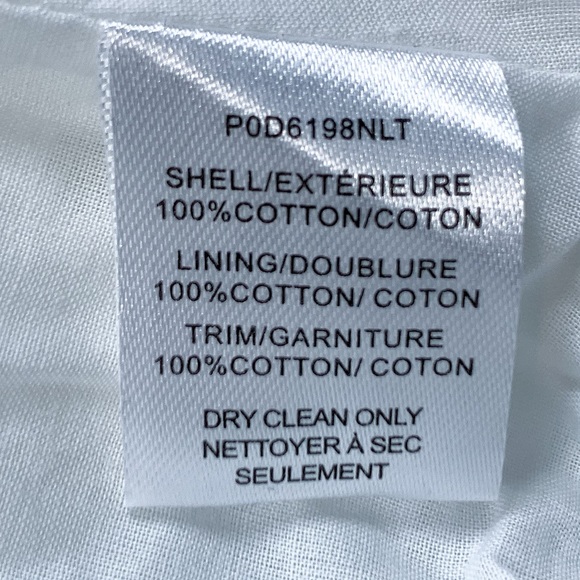 P0D6198NLT
SHELL/EXTÉRIEURE
100%COTTON/COTON
LINING/DOUBLURE
100%COTTON/ COTON
TRIM/GARNITURE
100%COTTON/ COTON
DRY CLEAN ONLY
NETTOYER À SEC
SEULEMENT